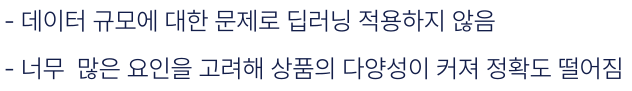 - 데이터 규모에 대한 문제로 딥러닝 적용하지 않음
- 너무  많은 요인을 고려해 상품의 다양성이 커져 정확도 떨어짐